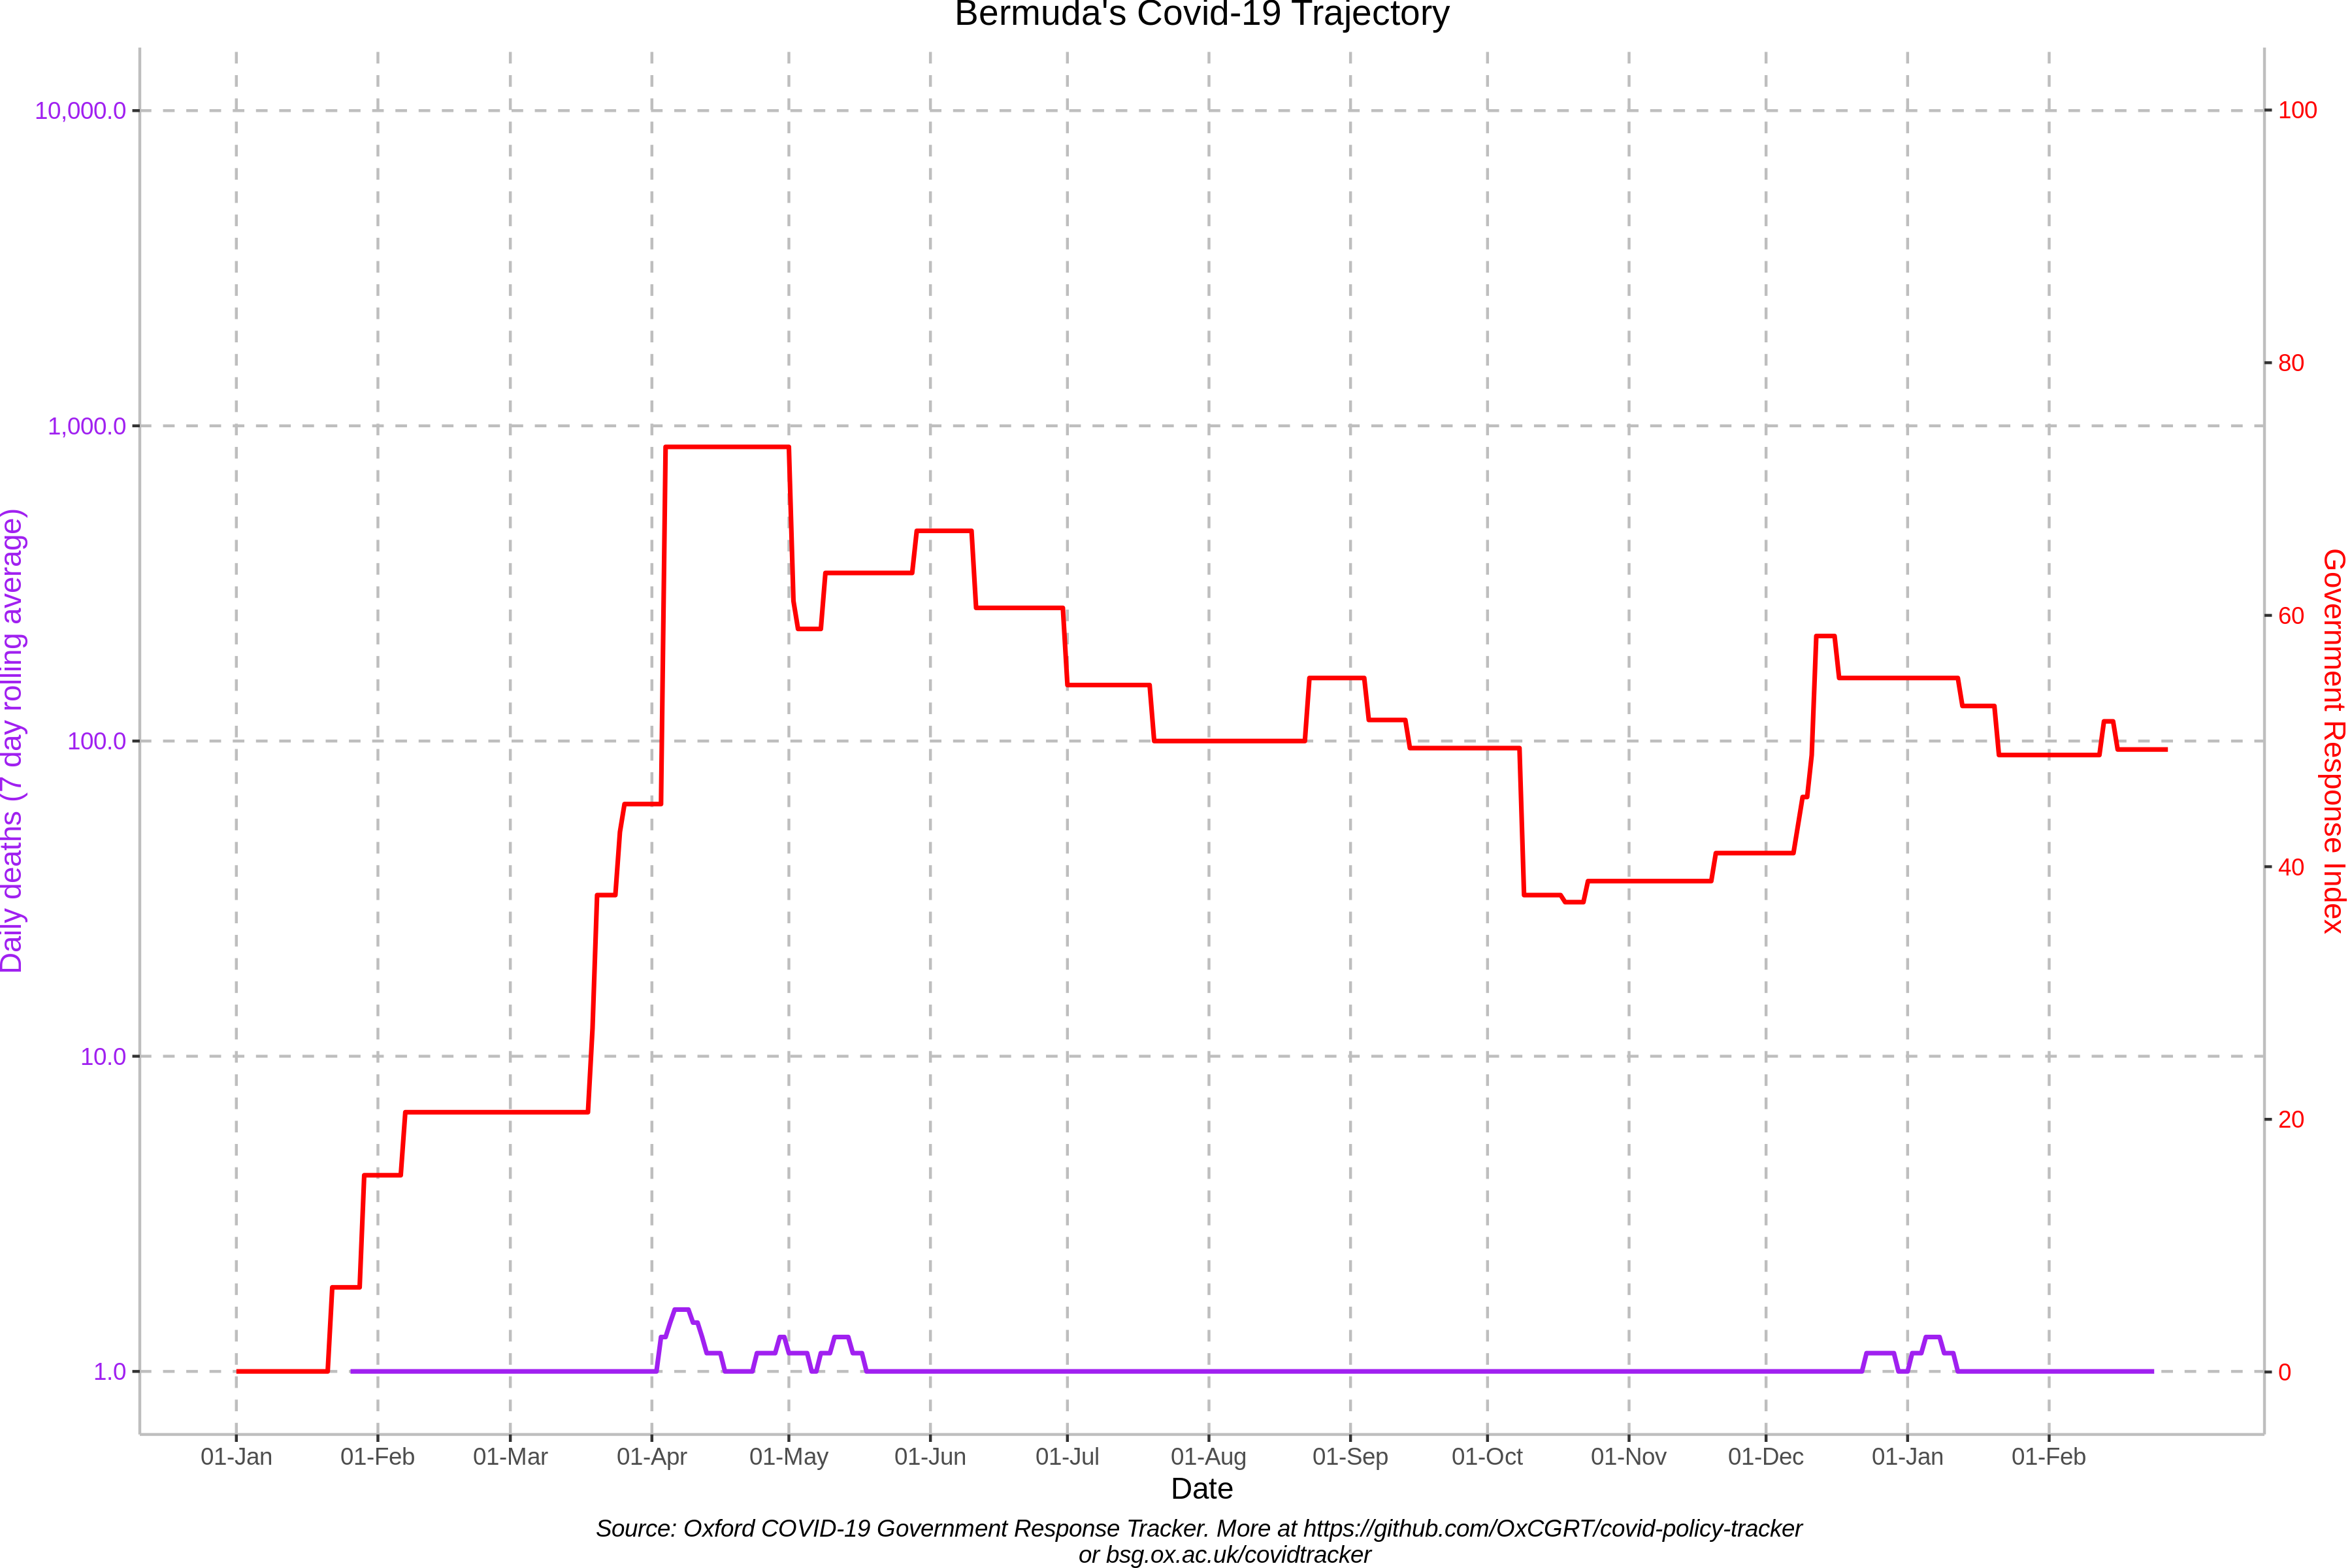 Bermuda's Covid-19 Trajectory
10,000.0
1,000.0
100.0
10.0
1.0
Daily deaths (7 day rolling average)
100
80
60
40
20
0
Government Response Index
01-Jan 01-Feb 01-Mar 01-Apr 01-May 01-Jun 01-Jul 01-Aug 01-Sep 01-Oct 01-Nov 01-Dec 01-Jan 01-Feb
Date
Source: Oxford COVID-19 Government Response Tracker. More at https://github.com/OxCGRT/covid-policy-tracker
or bsg.ox.ac.uk/covidtracker